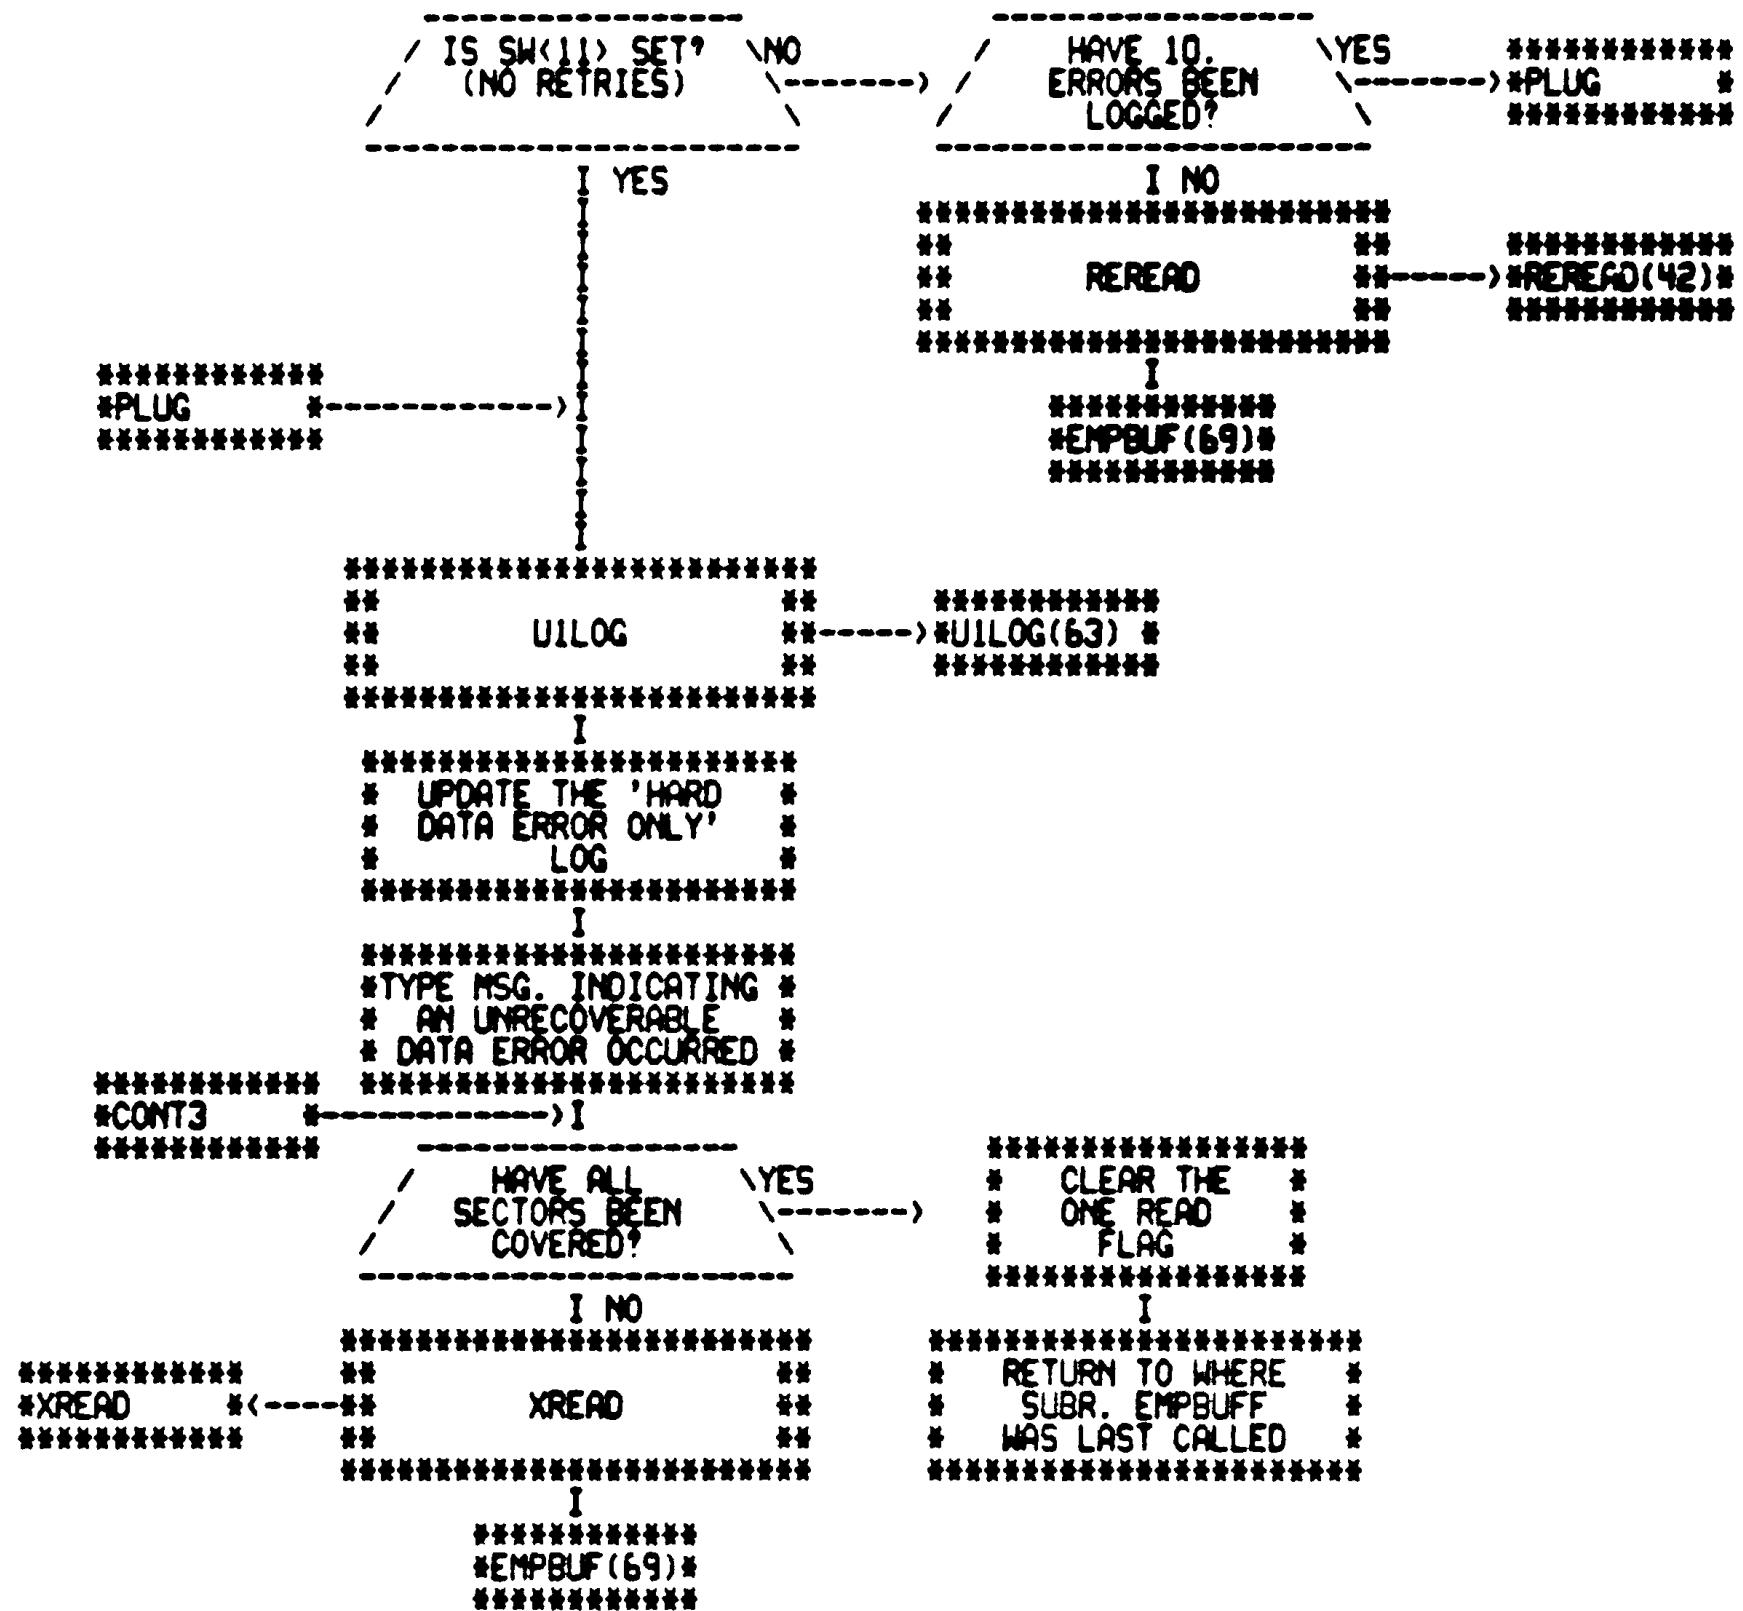 IS SW<11> SET?
(NO RETRIES)
NO
HAVE 10.
ERRORS BEEN
LOGGED?
YES
*PLUG *
YES
NO
REREAD
*REREAD(42)*
*PLUG *
*EMPBUF(69)*
U1LOG
*U1LOG(63) *
UPDATE THE 'HARD
DATA ERROR ONLY'
LOG
TYPE MSG. INDICATING
AN UNRECOVERABLE
DATA ERROR OCCURRED
*CONT3 *
HAVE ALL
SECTORS BEEN
COVERED?
YES
CLEAR THE
ONE READ
FLAG
NO
*XREAD *
XREAD
RETURN TO WHERE
SUBR. EMPBUFF
WAS LAST CALLED
*EMPBUF(69)*